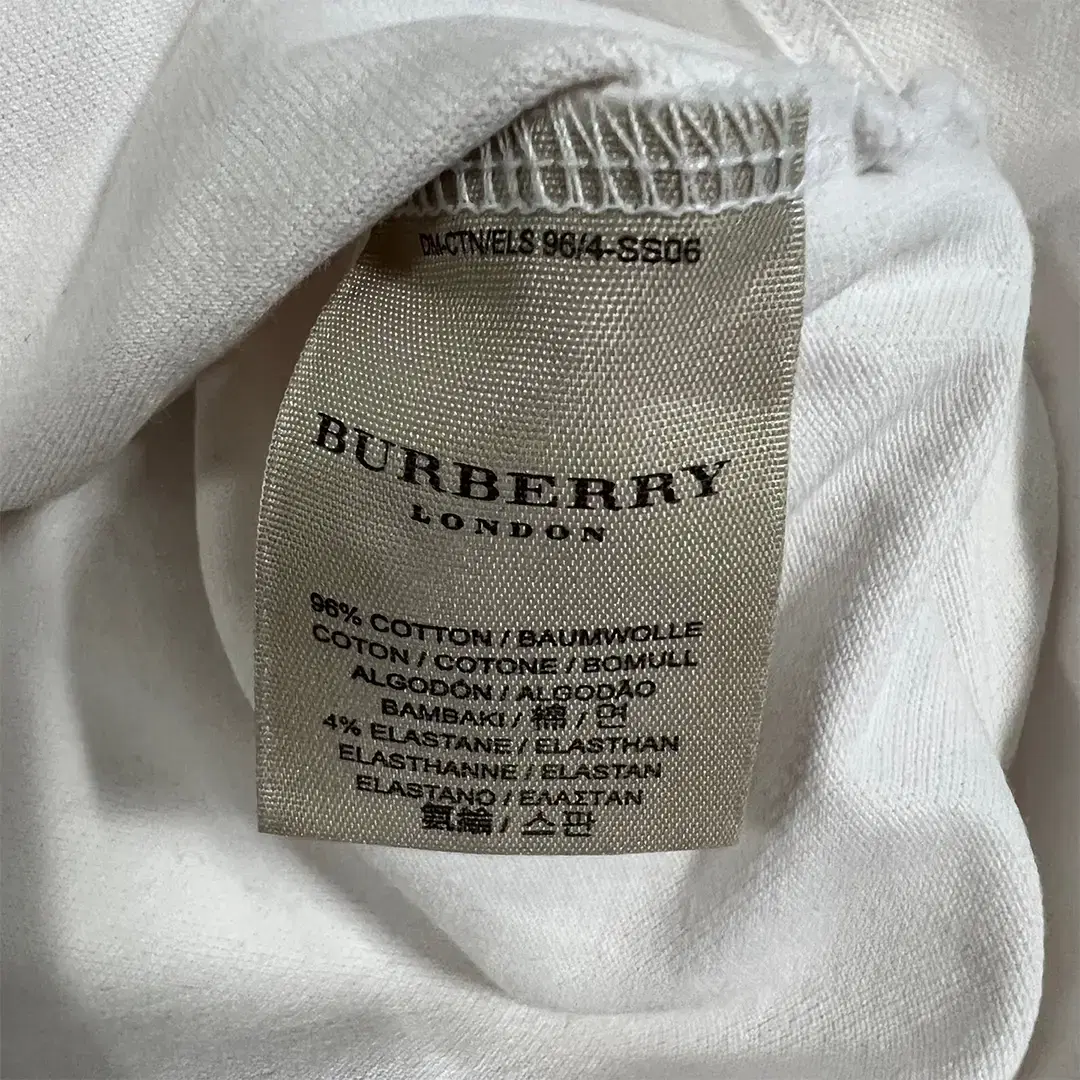 DM-CTN/ELS 96/4-SS06
BURBERRY
LONDON
96% COTTON / BAUMWOLLE
COTON / COTONE / BOMULL
ALGODÓN / ALGODÃO
BAMBAKI / 綿 / 면
4% ELASTANE / ELASTHAN
ELASTHANNE / ELASTAN
ELASTANO / ΕΛΑΣΤΑΝ
氨綸 / 스판